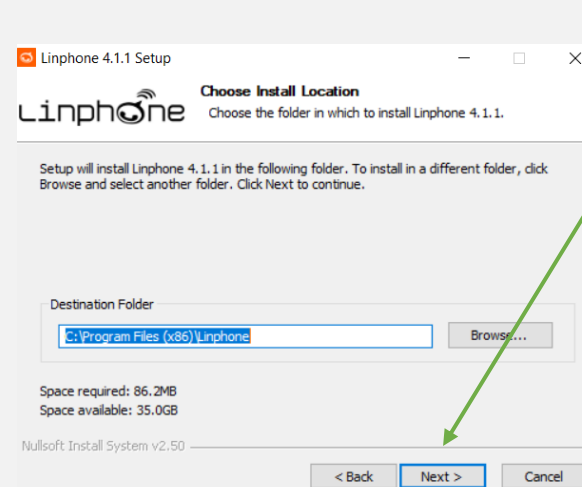 Linphone 4.1.1 Setup
Linphone
Choose Install Location
Choose the folder in which to install Linphone 4.1.1.
Setup will install Linphone 4.1.1 in the following folder. To install in a different folder, click
Browse and select another folder. Click Next to continue.
Destination Folder
C:\Program Files (x86)\Linphone
Browse...
Space required: 86.2MB
Space available: 35.0GB
Nullsoft Install System v2.50
< Back
Next >
Cancel